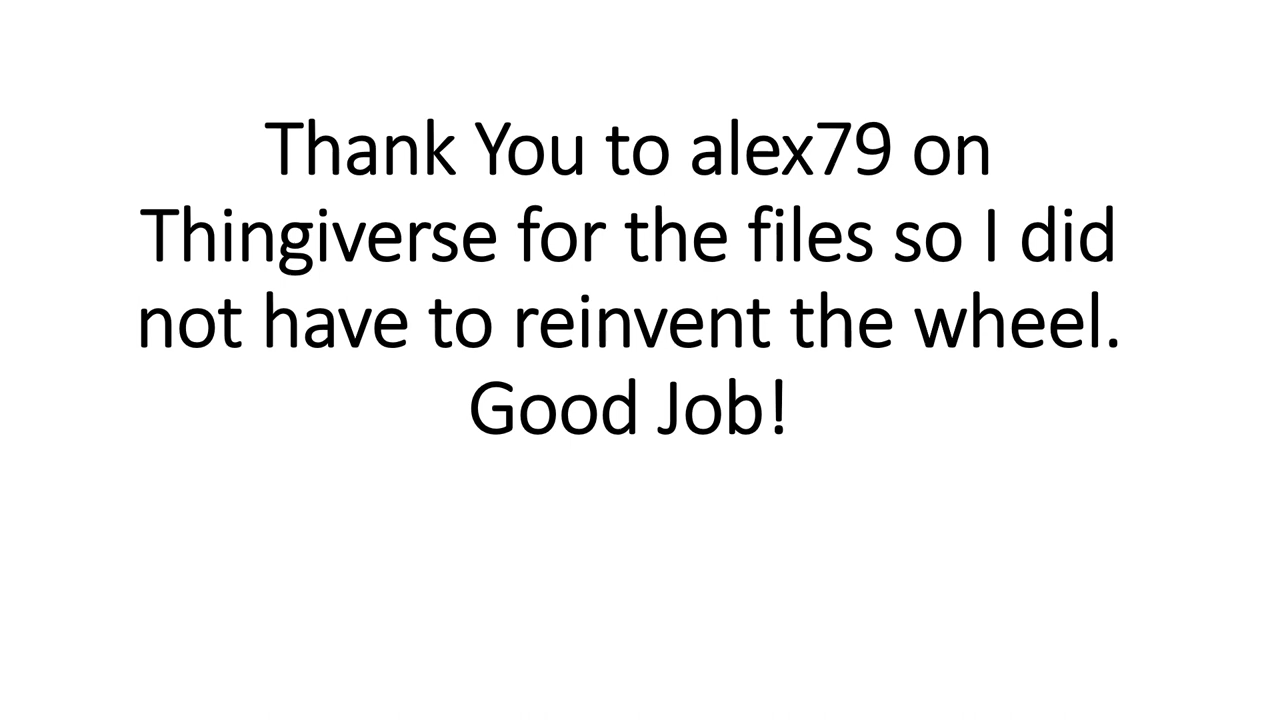 Thank You to alex79 on
Thingiverse for the files so I did
not have to reinvent the wheel.
Good Job!